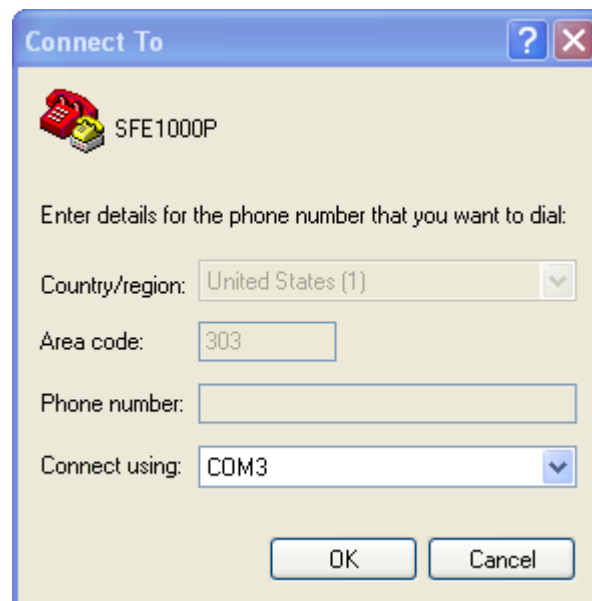 Connect To
SFE1000P
Enter details for the phone number that you want to dial:
Country/region: United States (1)
Area code: 303
Phone number:
Connect using: COM3
OK Cancel